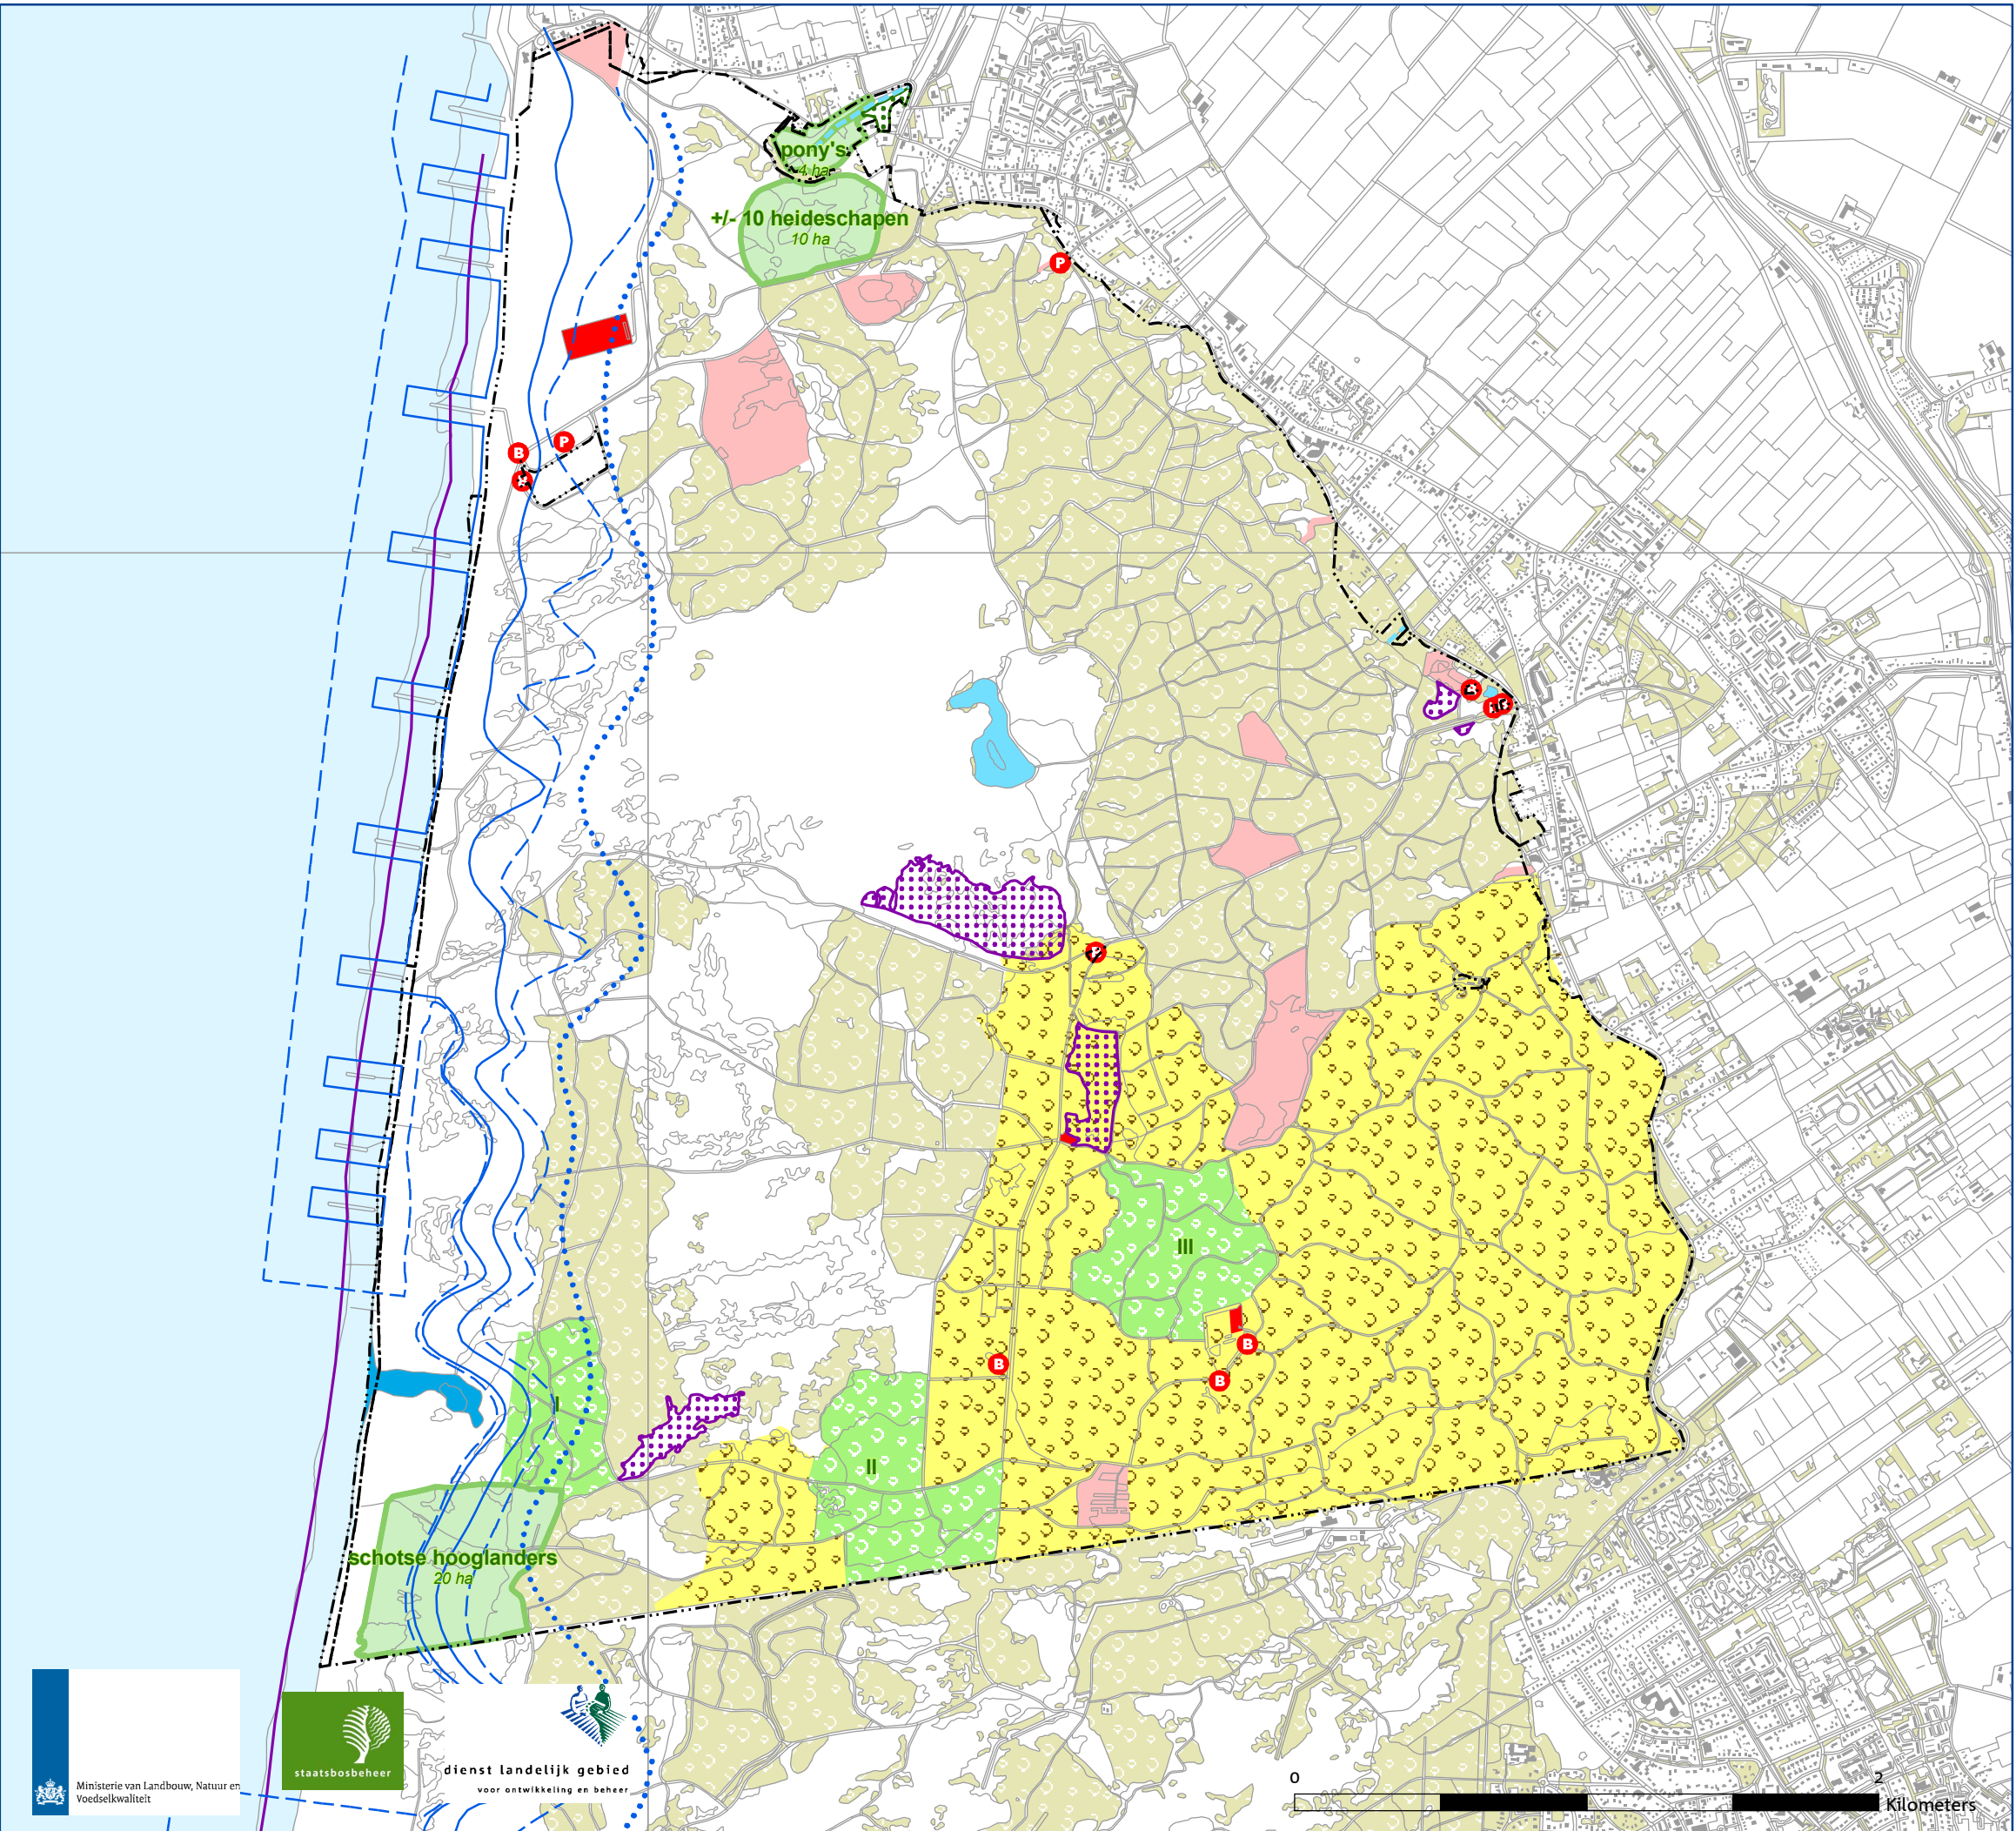 pony's
4 ha
+/- 10 heideschapen
10 ha
P
P
B
B
III
B
B
I
II
schotse hooglanders
20 ha
staatsbosbeheer
dienst landelijk gebied
voor ontwikkeling en beheer
Ministerie van Landbouw, Natuur en
Voedselkwaliteit
0
2
Kilometers